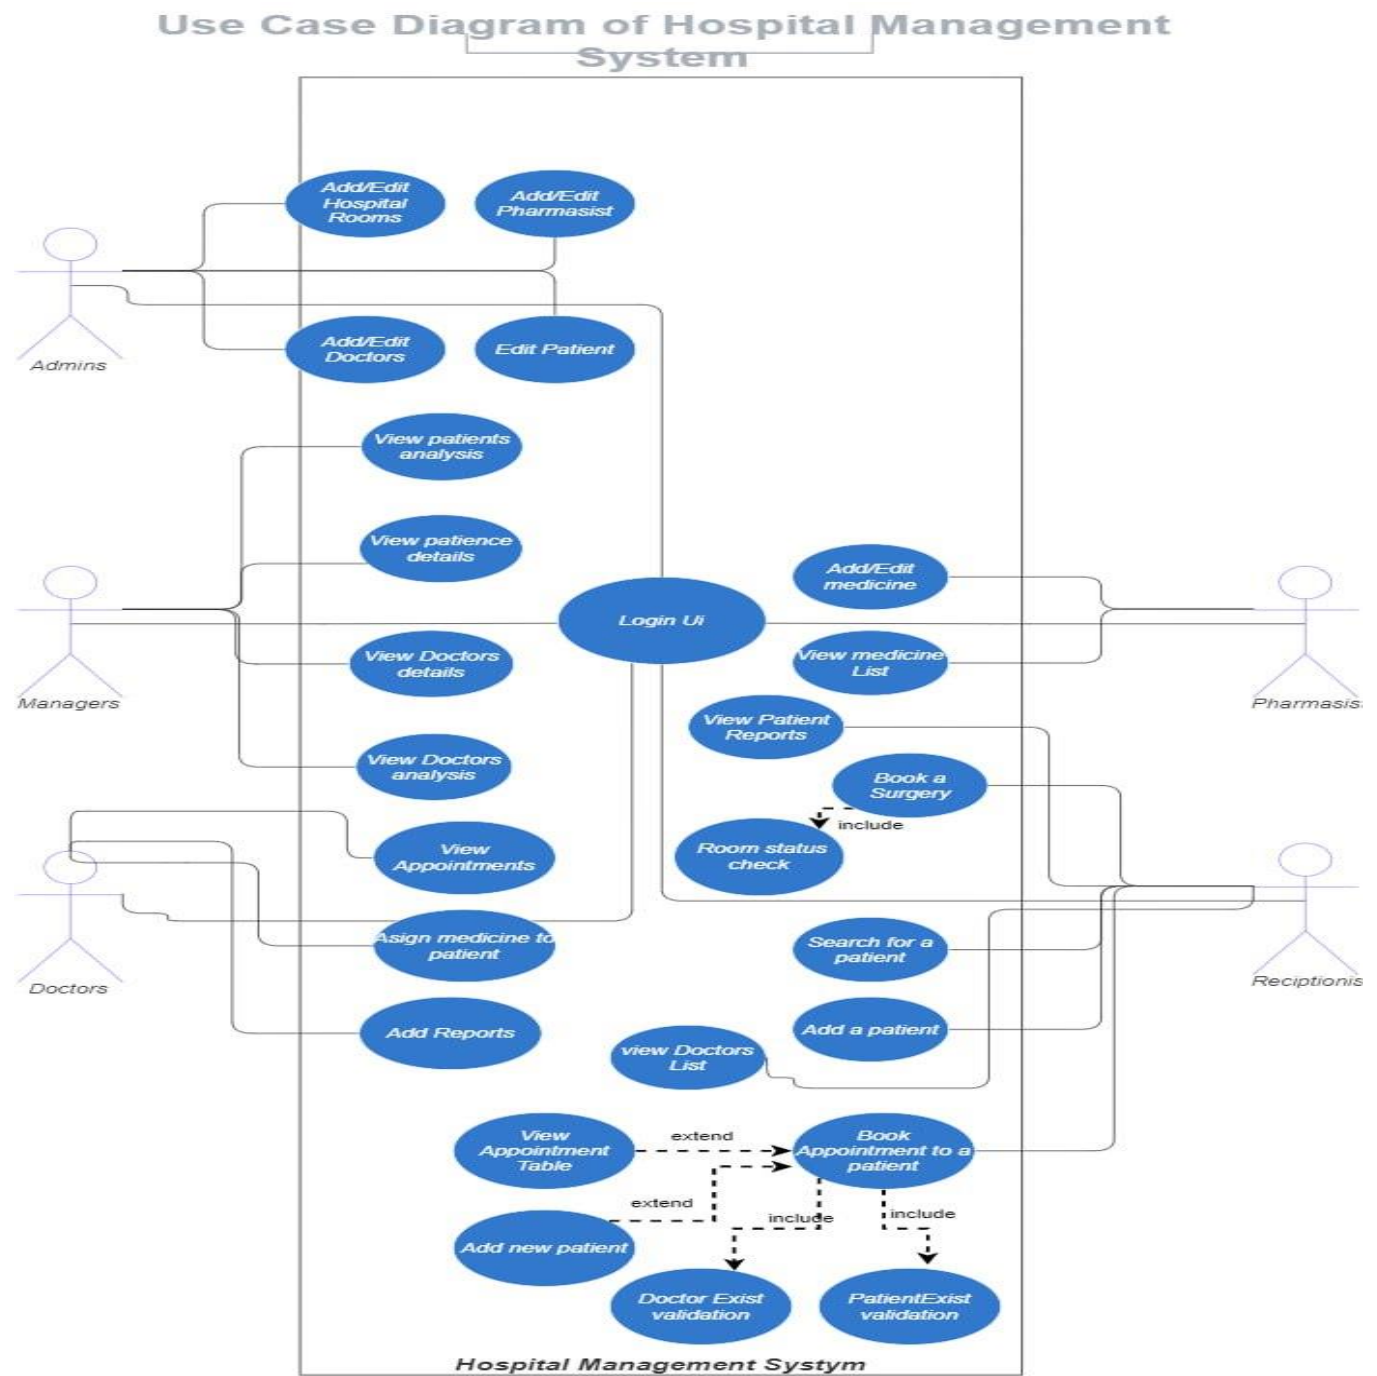 Use Case Diagram of Hospital Management
System
Add/Edit
Hospital
Rooms
Add/Edit
Pharmasist
Admins
Add/Edit
Doctors
Edit Patient
View patients
analysis
View patience
details
Managers
Login Ui
Add/Edit
medicine
View Doctors
details
View medicine
List
Pharmasis
View Patient
Reports
View Doctors
analysis
Book a
Surgery
include
View
Appointments
Room status
check
Doctors
Asign medicine to
patient
Search for a
patient
Reciptionis
Add Reports
Add a patient
view Doctors
List
View
Appointment
Table
extend
Book
Appointment to a
patient
extend
include
include
Add new patient
Doctor Exist
validation
PatientExist
validation
Hospital Management Systym